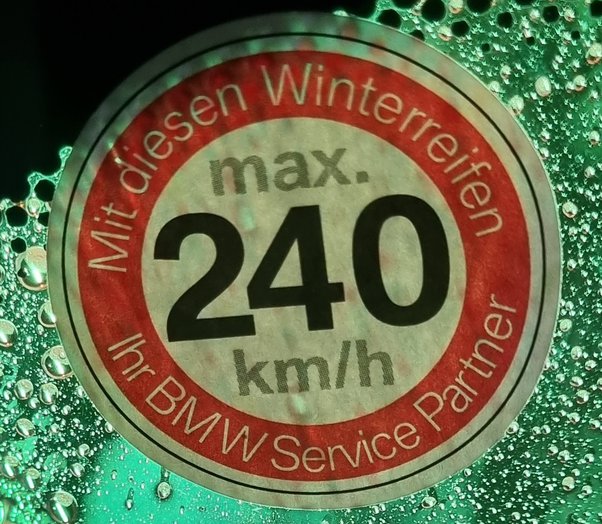 Mit diesen Winterreifen
max.
240
km/h
Ihr BMW Service Partner